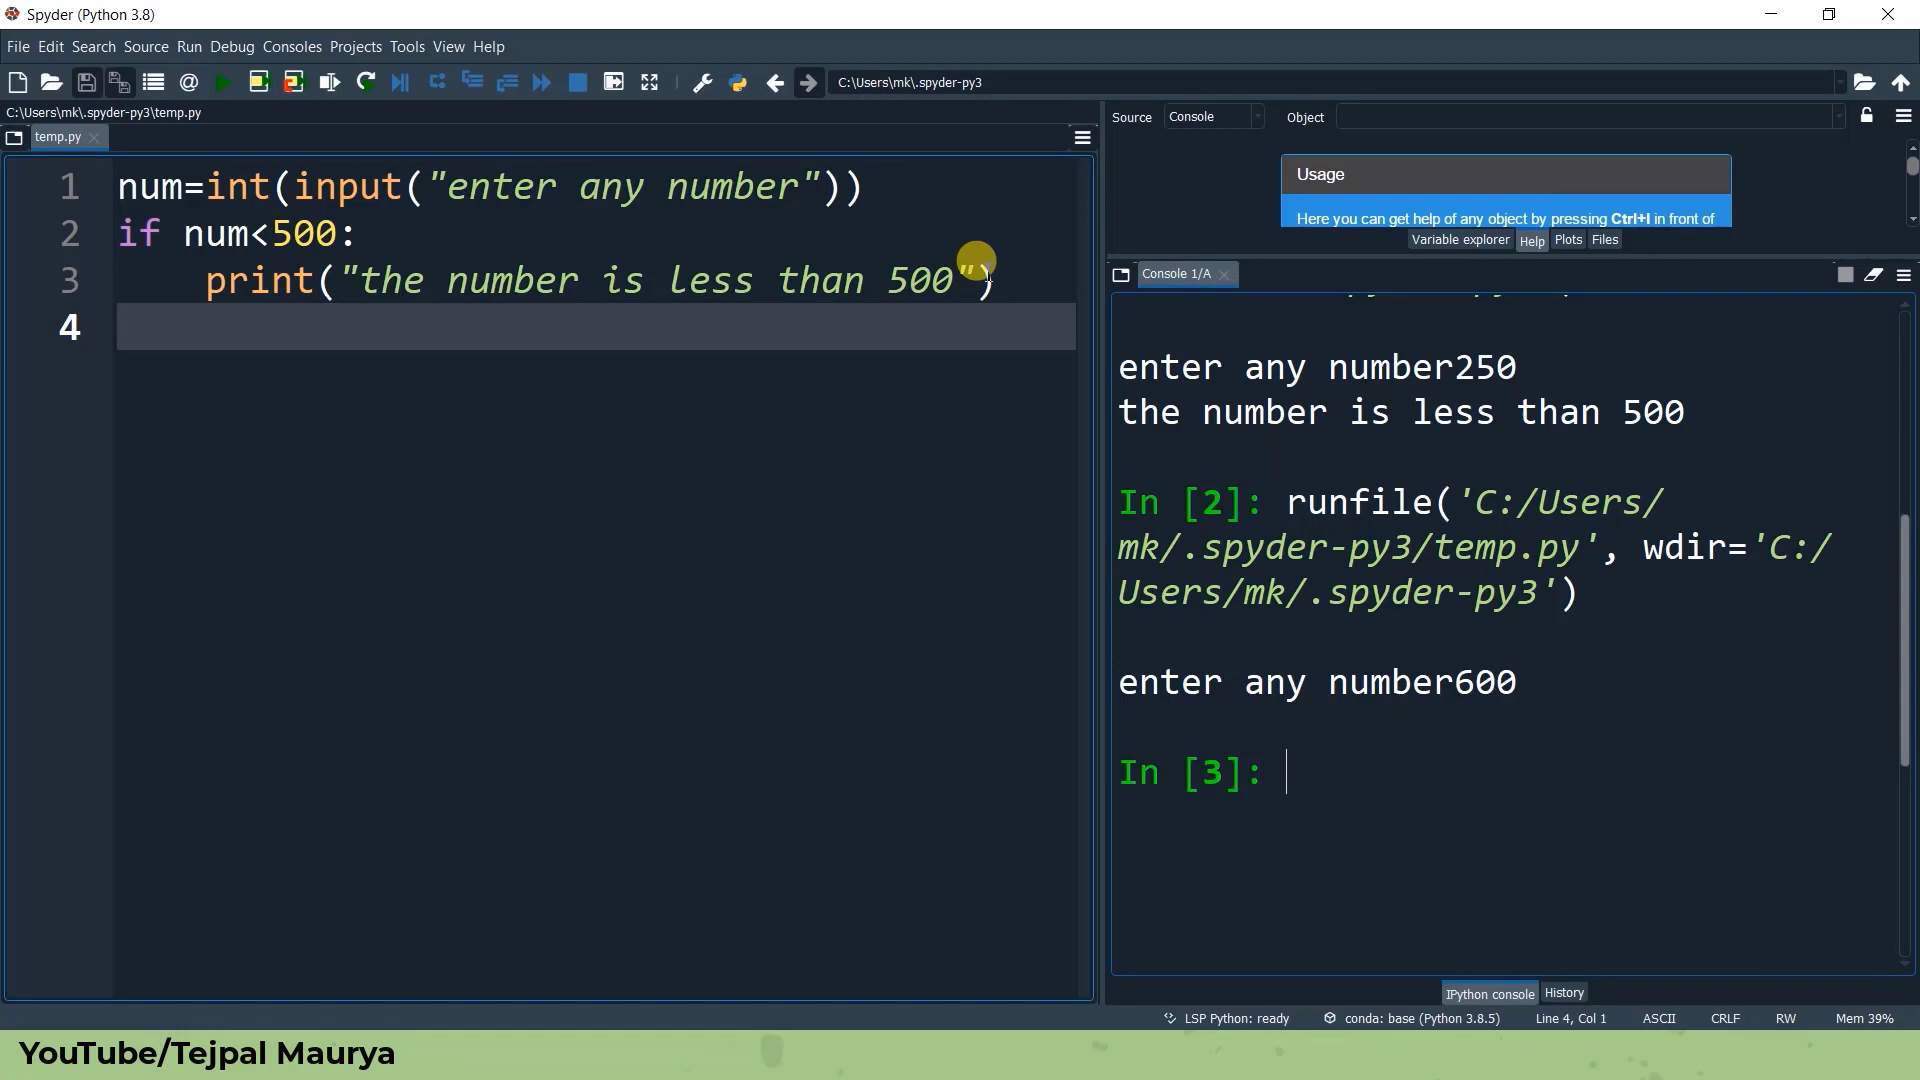 Spyder (Python 3.8)
File Edit Search Source Run Debug Consoles Projects Tools View Help
C:\Users\mk\.spyder-py3
C:\Users\mk\.spyder-py3\temp.py
temp.py
1 num=int(input("enter any number"))
2 if num<500:
3 print("the number is less than 500")
4
Source Console Object
Usage
Here you can get help of any object by pressing Ctrl+I in front of
Variable explorer Help Plots Files
Console 1/A
enter any number250
the number is less than 500
In [2]: runfile('C:/Users/
mk/.spyder-py3/temp.py', wdir='C:/
Users/mk/.spyder-py3')
enter any number600
In [3]:
IPython console History
LSP Python: ready conda: base (Python 3.8.5) Line 4, Col 1 ASCII CRLF RW Mem 39%
YouTube/Tejpal Maurya